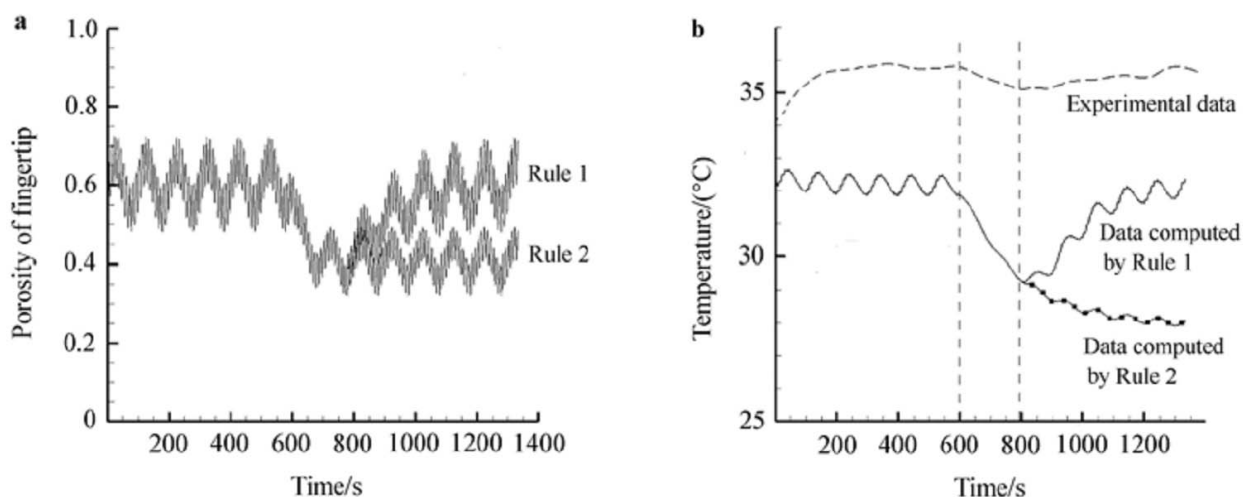 a
1.0
0.8
0.6
0.4
0.2
0
Porosity of fingertip
Rule 1
Rule 2
200 400 600 800 1000 1200 1400
Time/s
b
35
30
25
Temperature/(°C)
Experimental data
Data computed
by Rule 1
Data computed
by Rule 2
200 400 600 800 1000 1200
Time/s